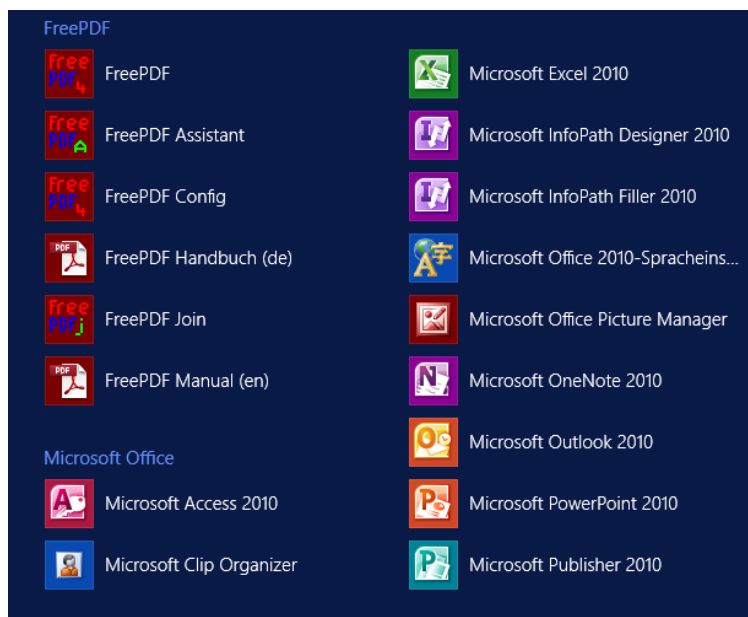 FreePDF
FreePDF
FreePDF Assistant
FreePDF Config
FreePDF Handbuch (de)
FreePDF Join
FreePDF Manual (en)
Microsoft Office
Microsoft Access 2010
Microsoft Clip Organizer
Microsoft Excel 2010
Microsoft InfoPath Designer 2010
Microsoft InfoPath Filler 2010
Microsoft Office 2010-Spracheins...
Microsoft Office Picture Manager
Microsoft OneNote 2010
Microsoft Outlook 2010
Microsoft PowerPoint 2010
Microsoft Publisher 2010